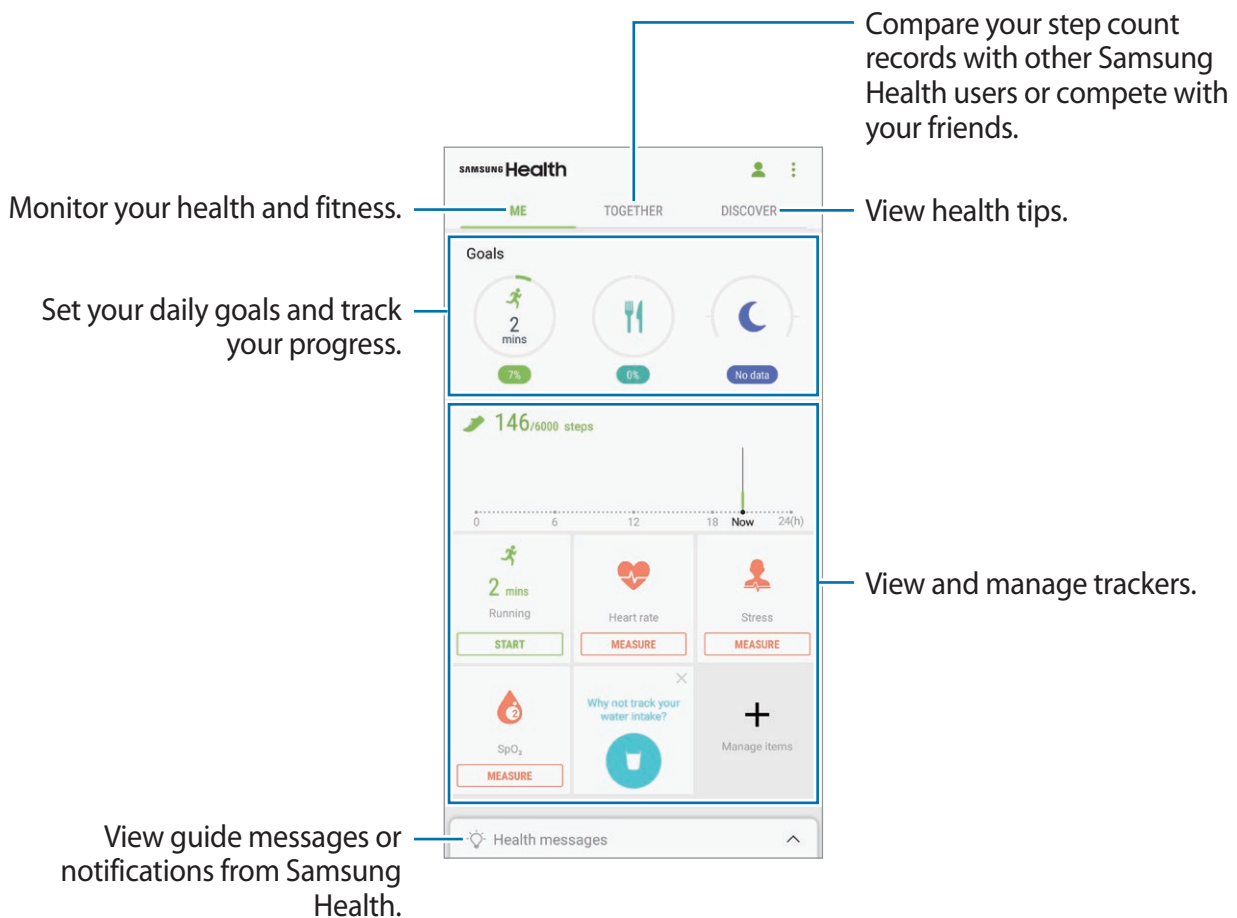 Compare your step count
records with other Samsung
Health users or compete with
your friends.
SAMSUNG Health
Monitor your health and fitness.
ME TOGETHER DISCOVER
View health tips.
Goals
Set your daily goals and track
your progress.
2
mins
7% 0% No data
146/6000 steps
0 6 12 18 Now 24(h)
2 mins
Running Heart rate Stress
START MEASURE MEASURE
View and manage trackers.
2
SpO₂
MEASURE
Why not track your
water intake?
Manage items
View guide messages or
notifications from Samsung
Health.
Health messages